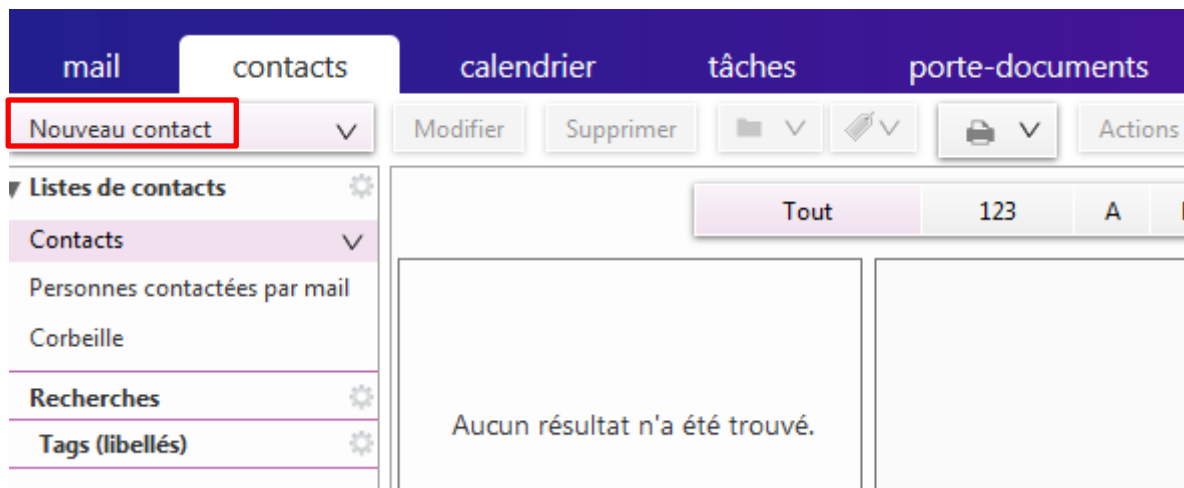 mail contacts calendrier tâches porte-documents
Nouveau contact Modifier Supprimer Actions
Listes de contacts
Tout 123 A
Contacts
Personnes contactées par mail
Corbeille
Recherches
Aucun résultat n'a été trouvé.
Tags (libellés)